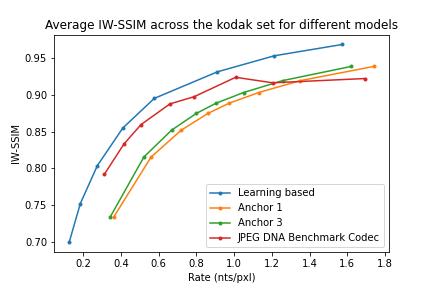 Average IW-SSIM across the kodak set for different models
0.95
0.90
0.85
0.80
0.75
0.70
IW-SSIM
Learning based
Anchor 1
Anchor 3
JPEG DNA Benchmark Codec
0.2 0.4 0.6 0.8 1.0 1.2 1.4 1.6 1.8
Rate (nts/pxl)